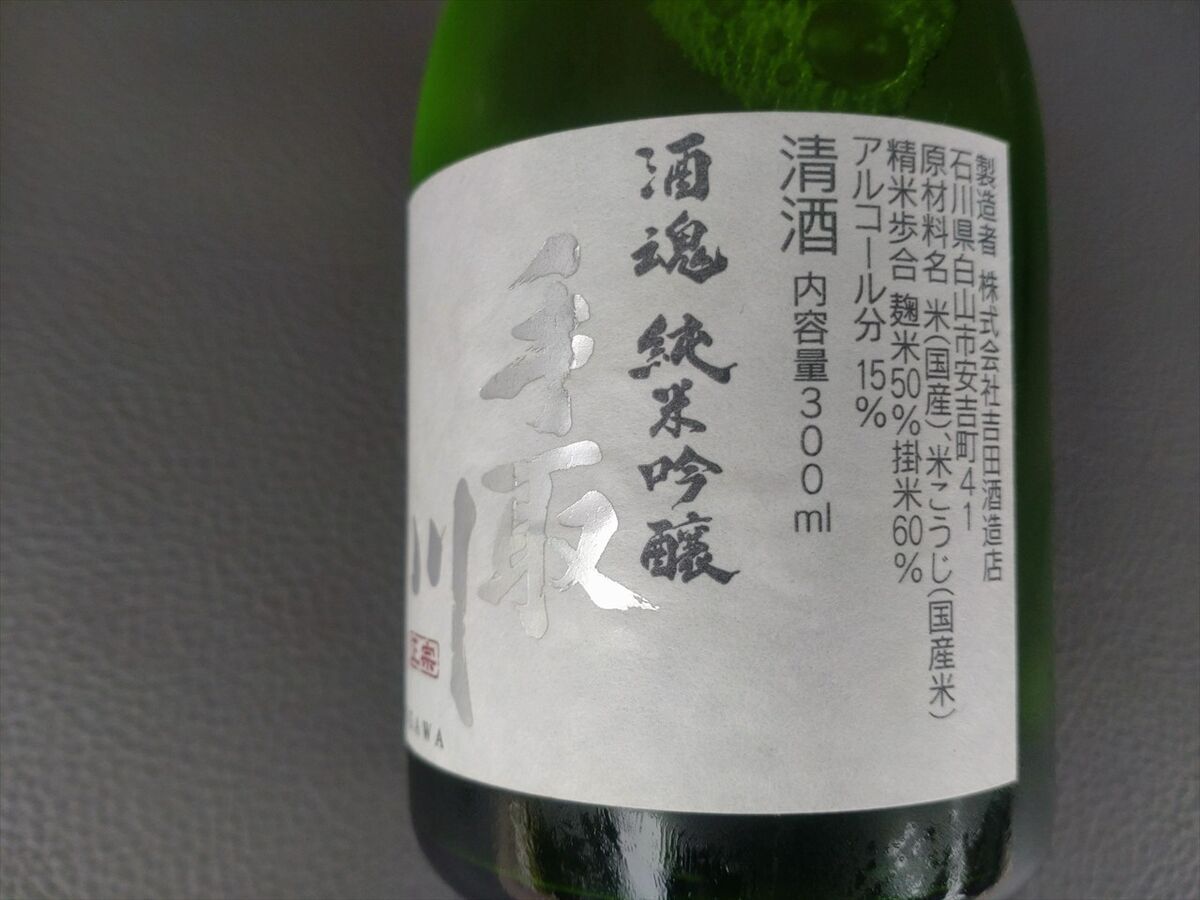 製造者 株式会社吉田酒造店
石川県白山市安吉町41
原材料名 米(国産)、米こうじ(国産米)
精米歩合 麹米50%掛米60%
アルコール分 15%
清酒 内容量300ml
酒魂 純米吟醸
手取
川
正宗